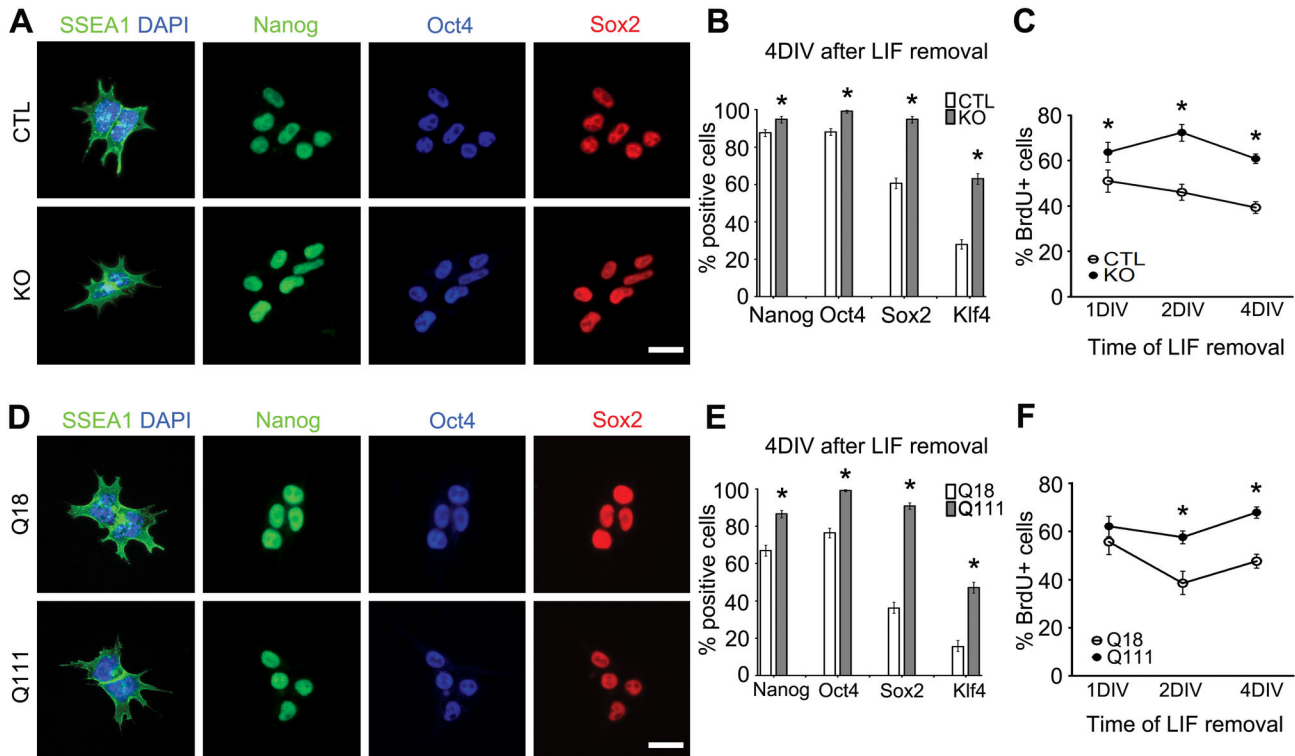 A
SSEA1 DAPI
Nanog
Oct4
Sox2
CTL
KO
B
4DIV after LIF removal
% positive cells
100
80
60
40
20
0
CTL
KO
*
*
*
*
Nanog
Oct4
Sox2
Klf4
C
% BrdU+ cells
80
60
40
20
0
*
*
*
CTL
KO
1DIV
2DIV
4DIV
Time of LIF removal
D
SSEA1 DAPI
Nanog
Oct4
Sox2
Q18
Q111
E
4DIV after LIF removal
% positive cells
100
80
60
40
20
0
Q18
Q111
*
*
*
*
Nanog
Oct4
Sox2
Klf4
F
% BrdU+ cells
80
60
40
20
0
*
*
Q18
Q111
1DIV
2DIV
4DIV
Time of LIF removal